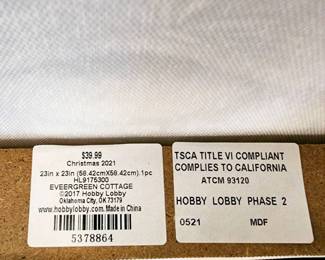 $39.99
Christmas 2021
23in x 23in (58.42cmX58.42cm).1pc
HL9175300
EVEERGREEN COTTAGE
©2017 Hobby Lobby
Oklahoma City, OK 73179
www.hobbylobby.com. Made in China
5378864
TSCA TITLE VI COMPLIANT
COMPLIES TO CALIFORNIA
ATCM 93120
HOBBY LOBBY PHASE 2
0521 MDF